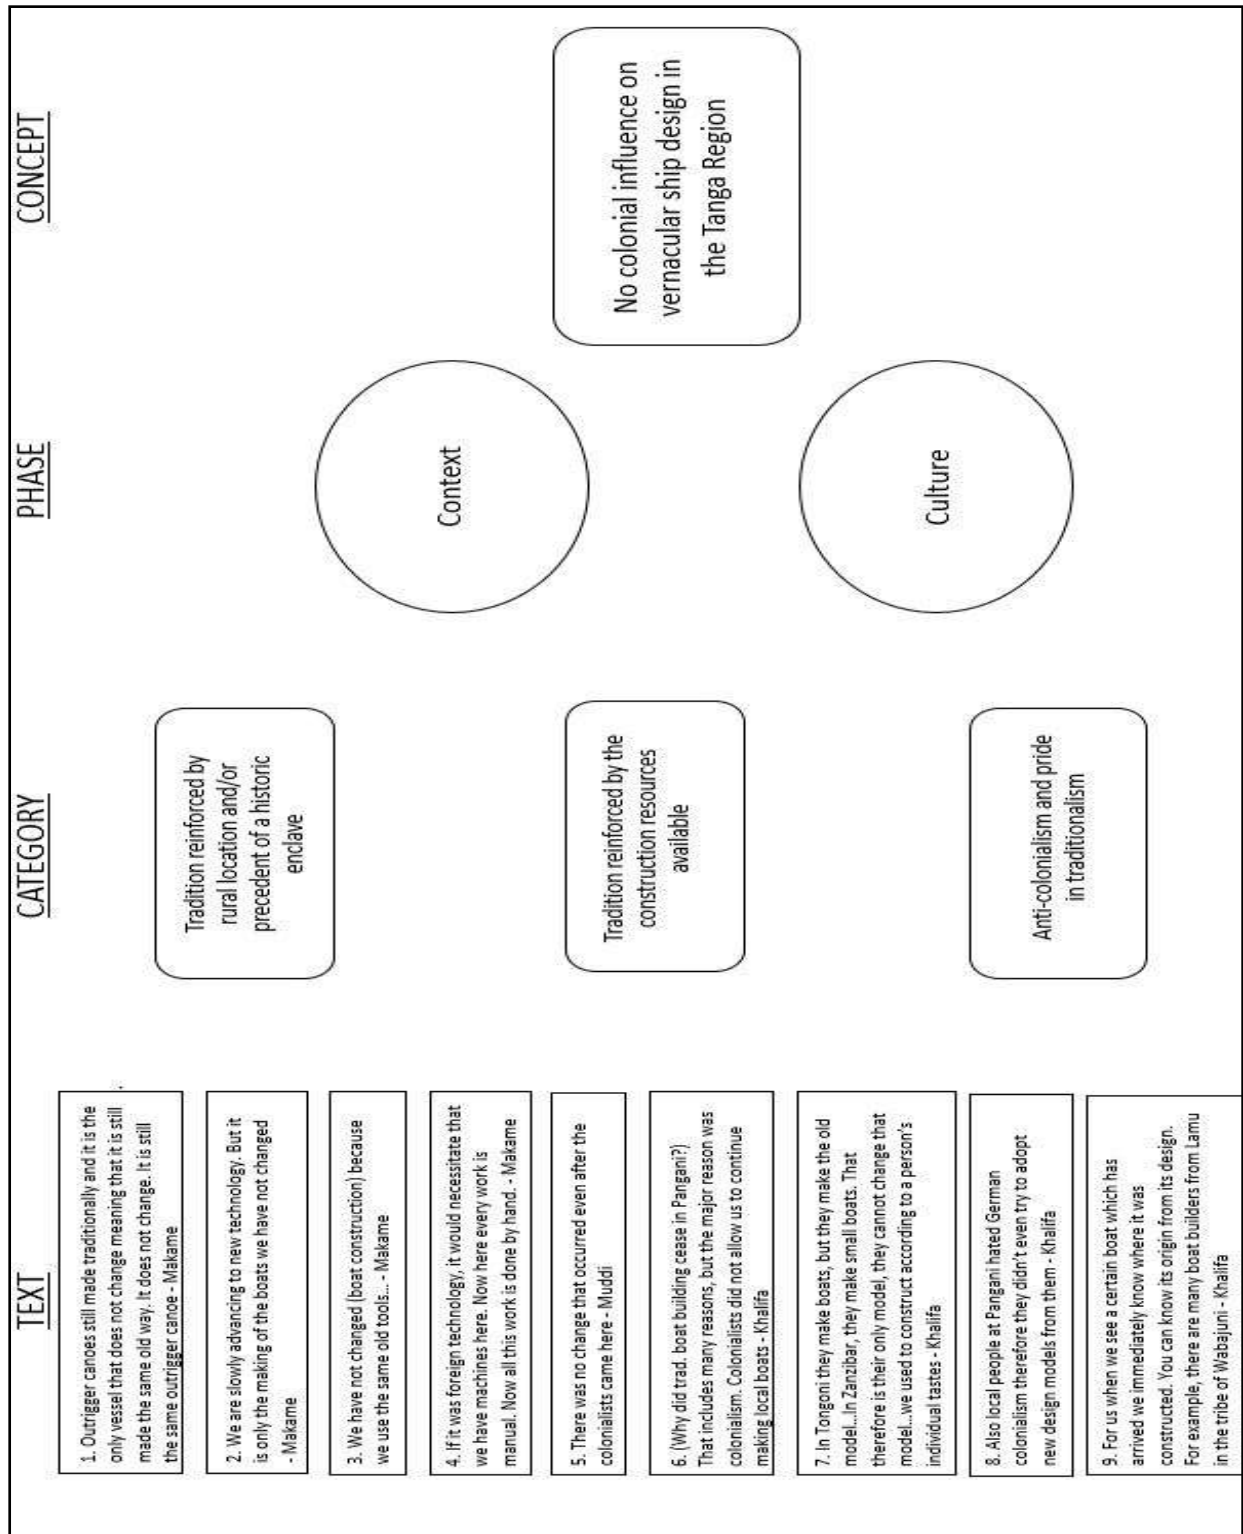 TEXT
CATEGORY
PHASE
CONCEPT
1. Outrigger canoes still made traditionally and it is the
only vessel that does not change meaning that it is still
made the same old way. It does not change. It is still
the same outrigger canoe - Makame
2. We are slowly advancing to new technology. But it
is only the making of the boats we have not changed
- Makame
3. We have not changed (boat construction) because
we use the same old tools... - Makame
4. If it was foreign technology, it would necessitate that
we have machines here. Now here every work is
manual. Now all this work is done by hand. - Makame
5. There was no change that occurred even after the
colonialists came here - Muddi
6. (Why did trad. boat building cease in Pangani?)
That includes many reasons, but the major reason was
colonialism. Colonialists did not allow us to continue
making local boats - Khalifa
7. In Tongoni they make boats, but they make the old
model...In Zanzibar, they make small boats. That
therefore is their only model, they cannot change that
model...we used to construct according to a person's
individual tastes - Khalifa
8. Also local people at Pangani hated German
colonialism therefore they didn't even try to adopt
new design models from them - Khalifa
9. For us when we see a certain boat which has
arrived we immediately know where it was
constructed. You can know its origin from its design.
For example, there are many boat builders from Lamu
in the tribe of Wabajuni - Khalifa
Tradition reinforced by
rural location and/or
precedent of a historic
enclave
Tradition reinforced by the
construction resources
available
Anti-colonialism and pride
in traditionalism
Context
Culture
No colonial influence on
vernacular ship design in
the Tanga Region